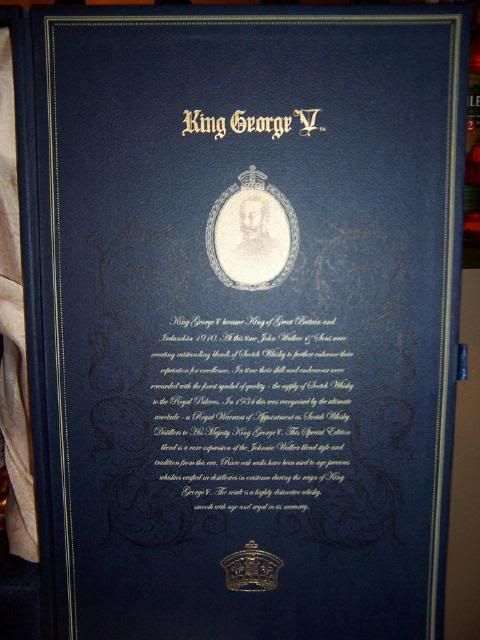 King George V™
King George V became King of Great Britain and
Ireland in 1910. At this time John Walker & Sons were
creating outstanding blends of Scotch Whisky to further enhance their
reputation for excellence. In time their skill and endeavour were
rewarded with the finest symbol of quality - the supply of Scotch Whisky
to the Royal Palaces. In 1934 this was recognised by the ultimate
accolade - a Royal Warrant of Appointment as Scotch Whisky
Distillers to His Majesty King George V. This Special Edition
blend is a rare expression of the Johnnie Walker blend style and
tradition from this era. Rare oak casks have been used to age precious
whiskies crafted in distilleries in existence during the reign of King
George V. The result is a highly distinctive whisky,
smooth with age and regal in its maturity.